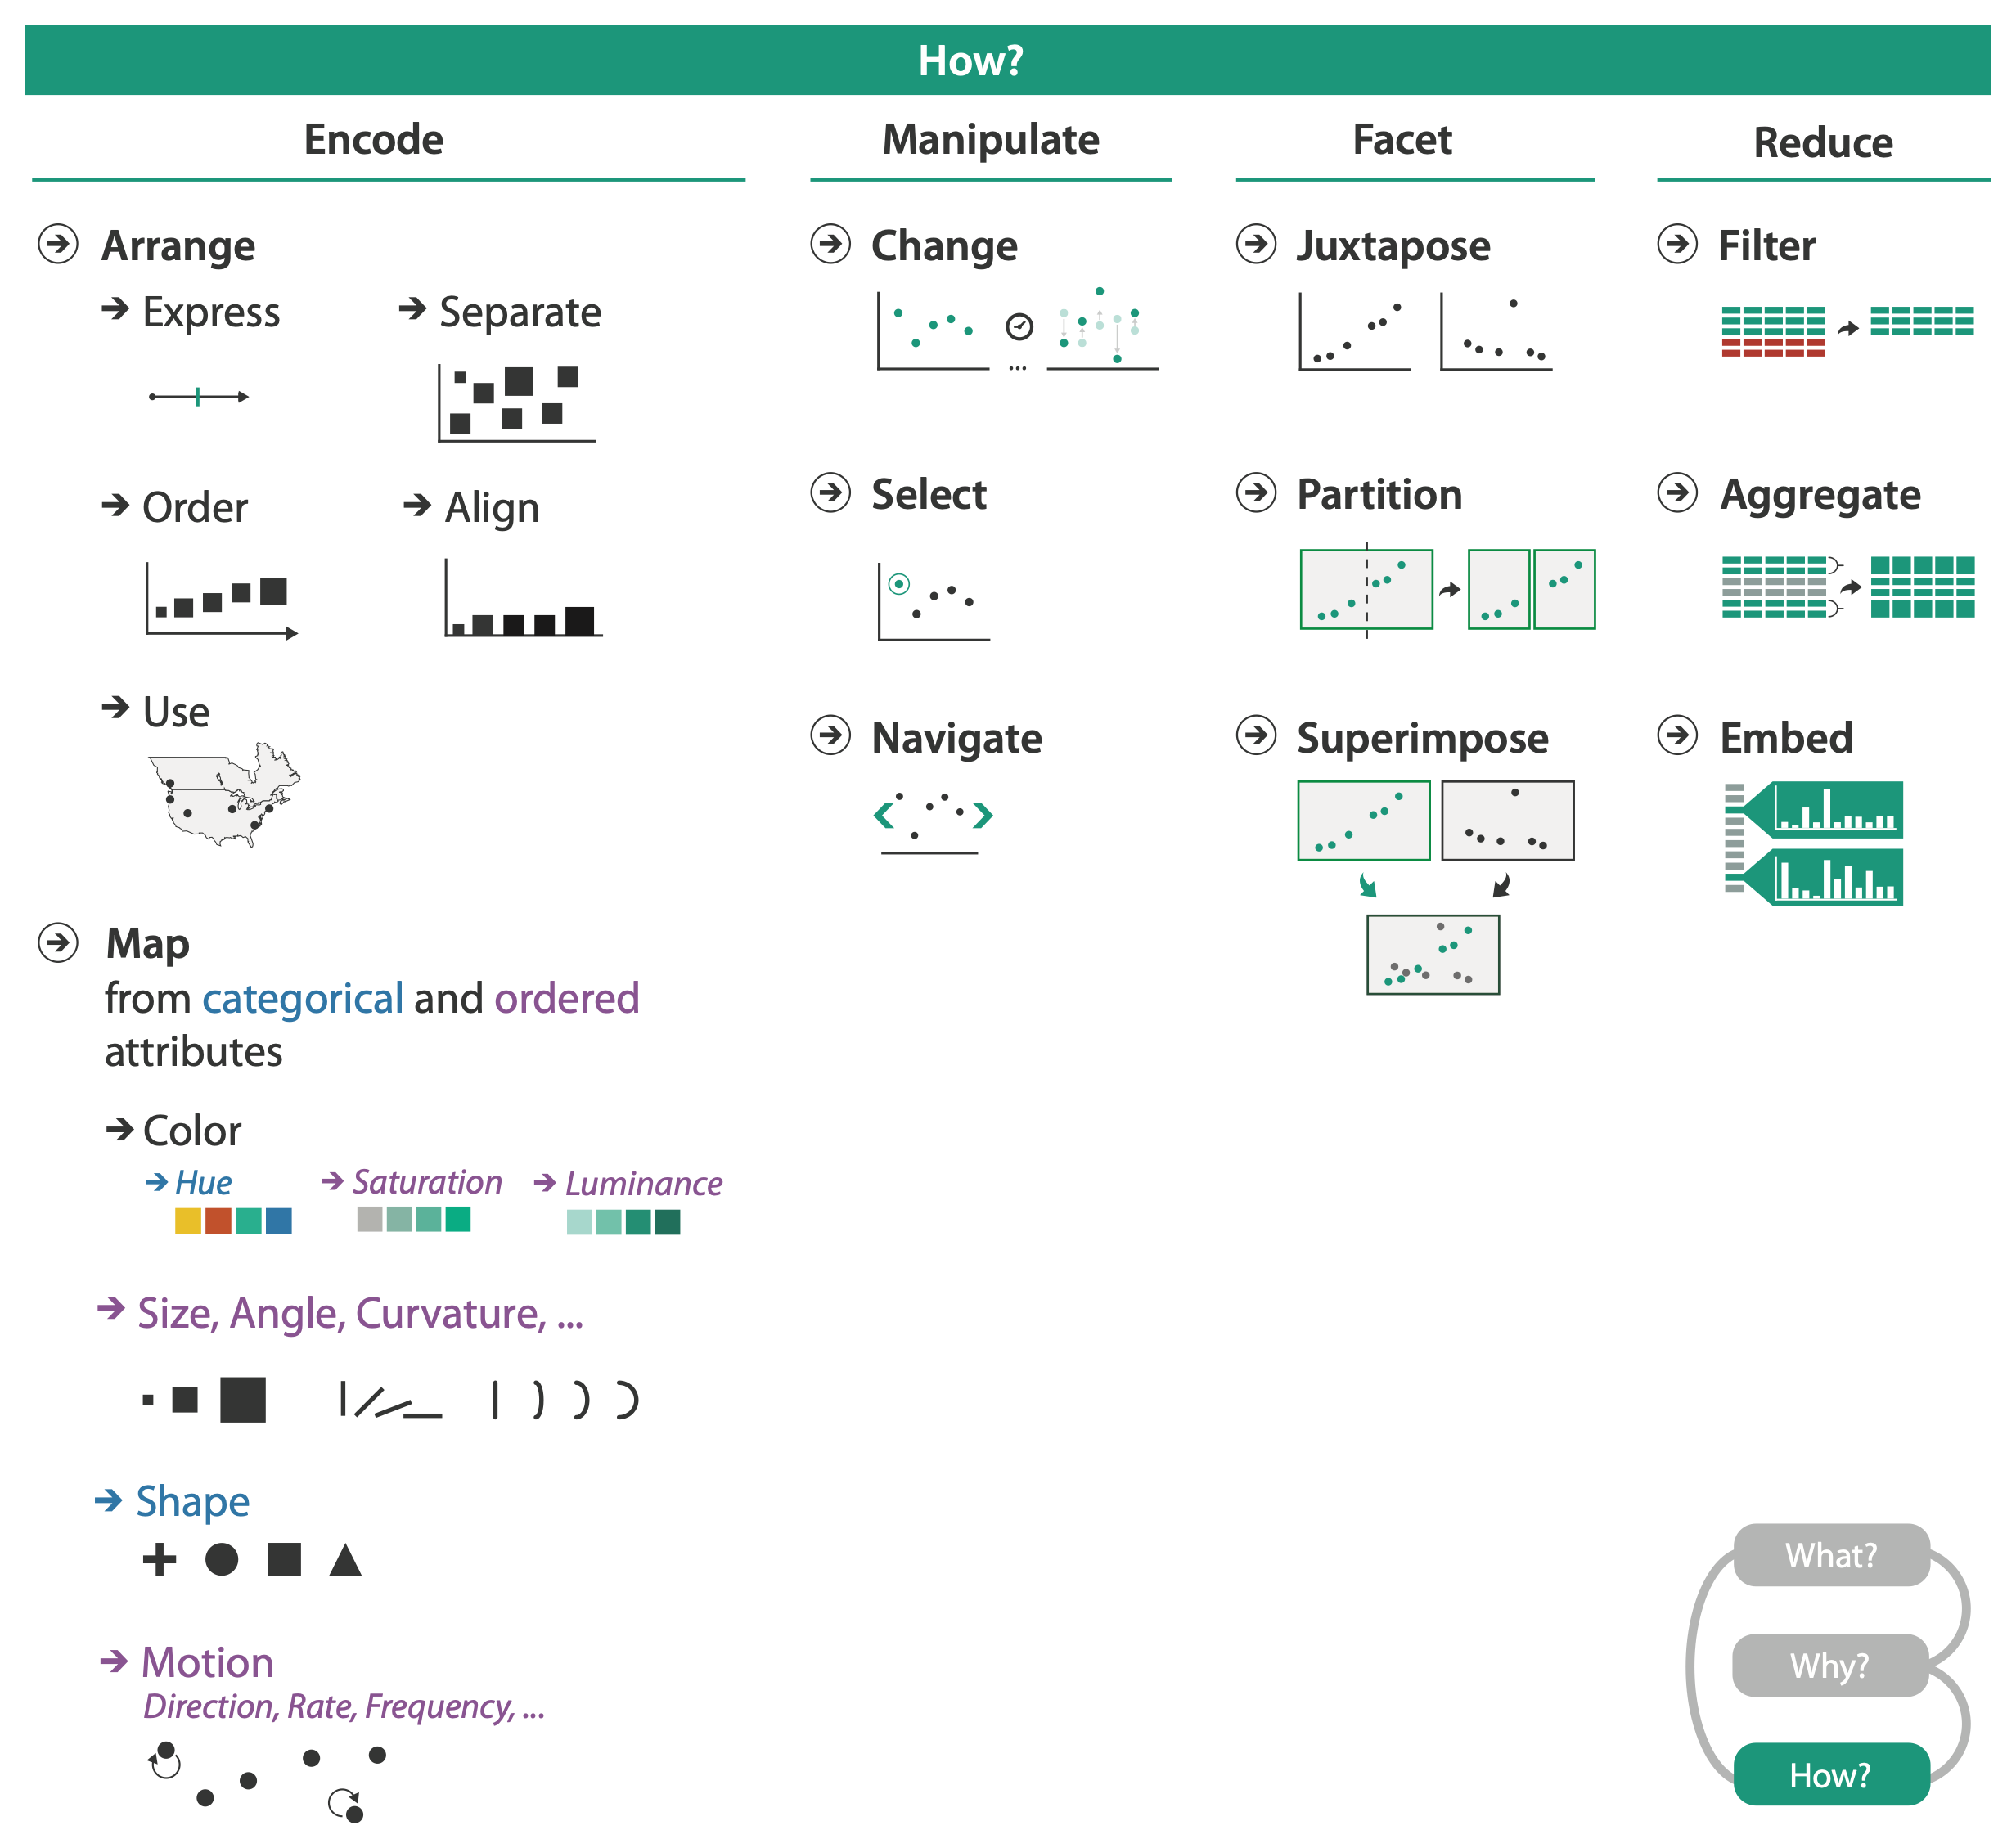 How?
Encode
Arrange
Express
Separate
Order
Align
Use
Map
from categorical and ordered
attributes
Color
Hue
Saturation
Luminance
Size, Angle, Curvature, ...
Shape
Motion
Direction, Rate, Frequency, ...
Manipulate
Change
...
Select
Navigate
Facet
Juxtapose
Partition
Superimpose
Reduce
Filter
Aggregate
Embed
What?
Why?
How?